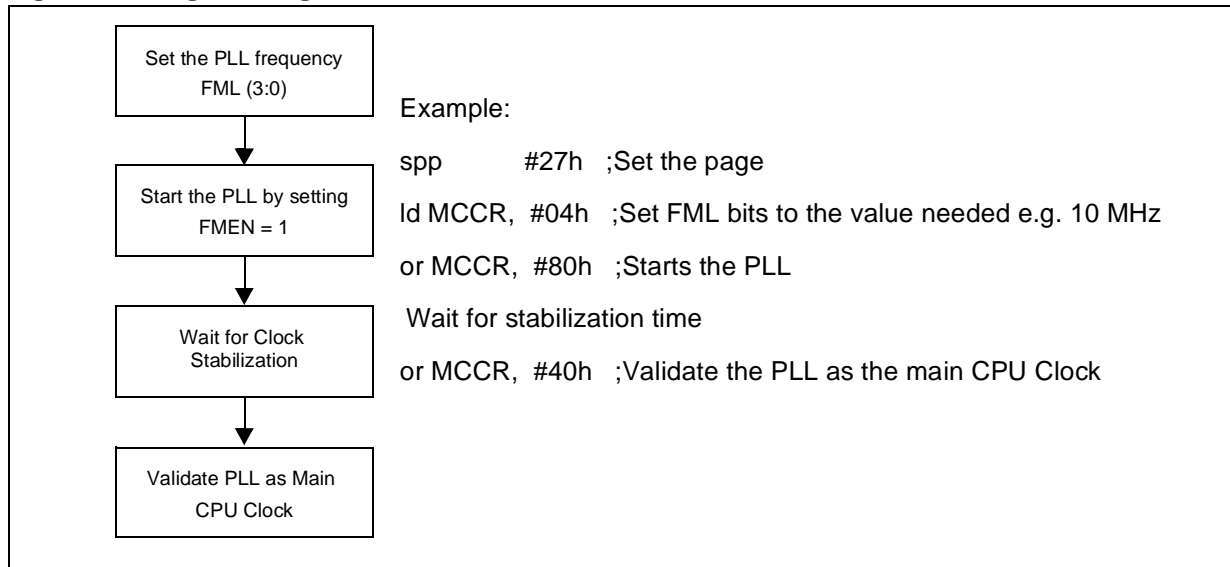 Set the PLL frequency
FML (3:0)
Start the PLL by setting
FMEN = 1
Wait for Clock
Stabilization
Validate PLL as Main
CPU Clock
Example:
spp #27h ;Set the page
ld MCCR, #04h ;Set FML bits to the value needed e.g. 10 MHz
or MCCR, #80h ;Starts the PLL
Wait for stabilization time
or MCCR, #40h ;Validate the PLL as the main CPU Clock